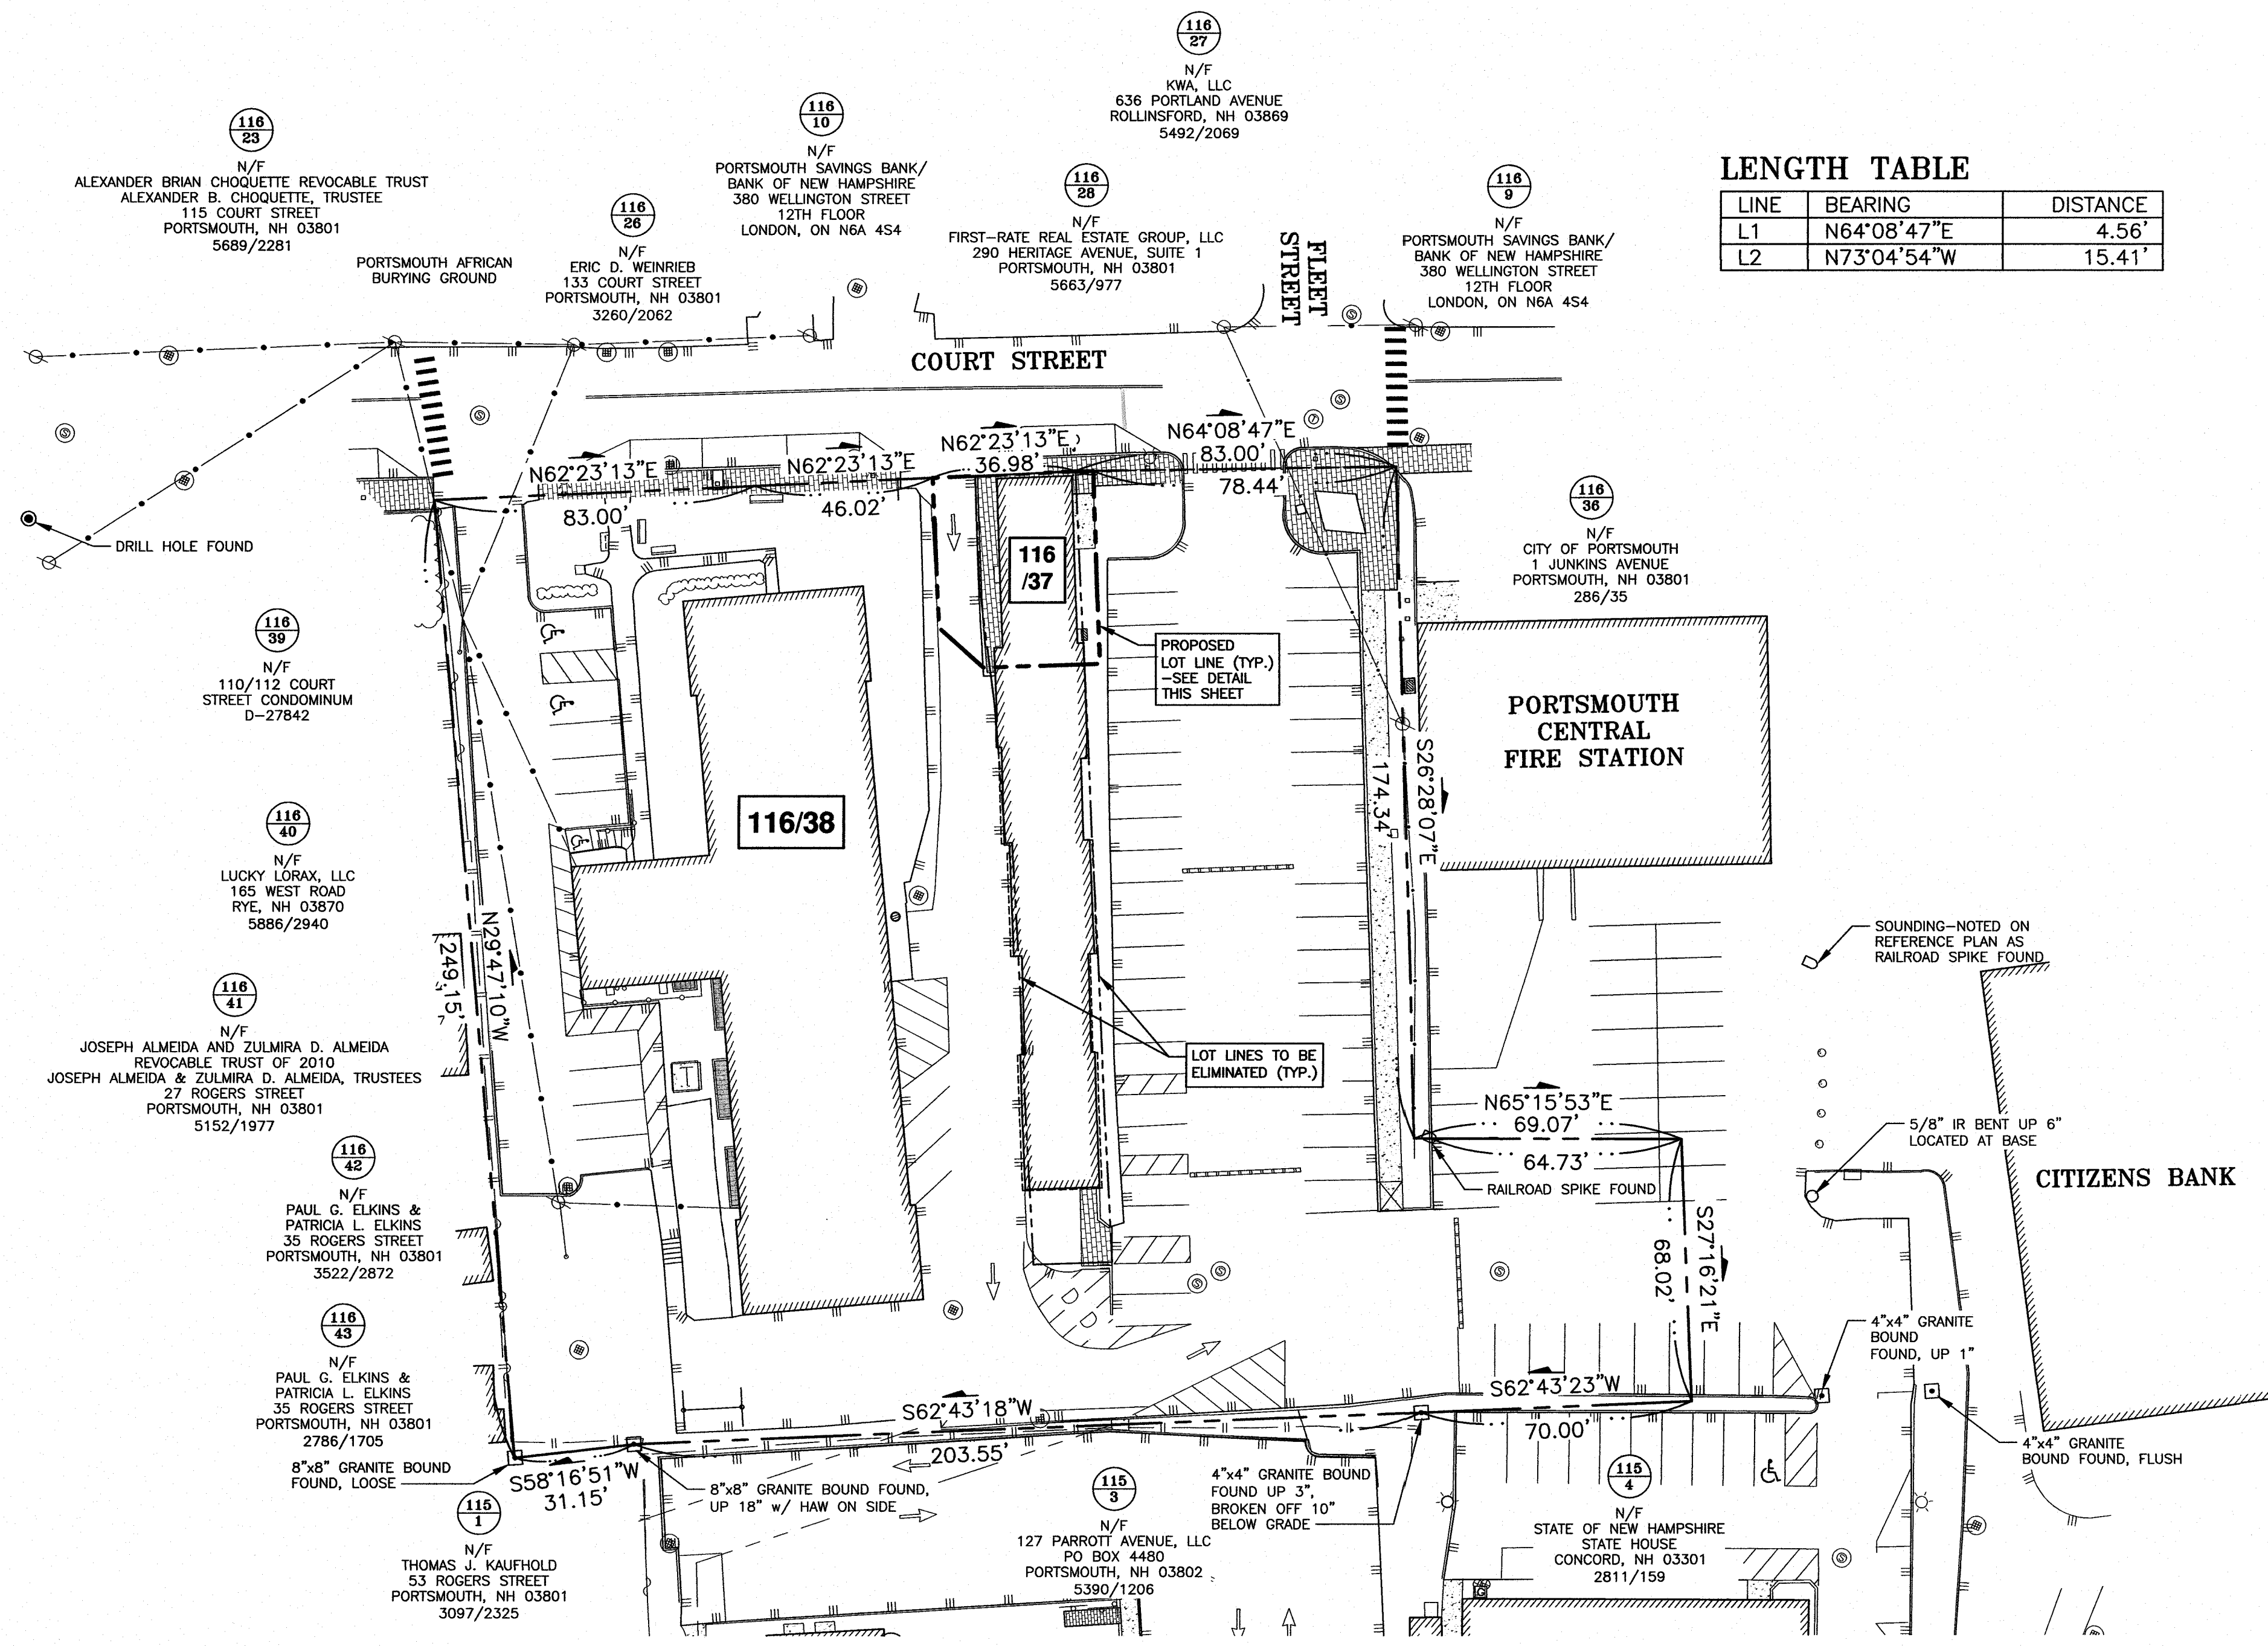 116
27
N/F
KWA, LLC
636 PORTLAND AVENUE
ROLLINSFORD, NH 03869
5492/2069
116
23
N/F
ALEXANDER BRIAN CHOQUETTE REVOCABLE TRUST
ALEXANDER B. CHOQUETTE, TRUSTEE
115 COURT STREET
PORTSMOUTH, NH 03801
5689/2281
116
10
N/F
PORTSMOUTH SAVINGS BANK/
BANK OF NEW HAMPSHIRE
380 WELLINGTON STREET
12TH FLOOR
LONDON, ON N6A 4S4
116
28
N/F
FIRST-RATE REAL ESTATE GROUP, LLC
290 HERITAGE AVENUE, SUITE 1
PORTSMOUTH, NH 03801
5663/977
116
9
N/F
PORTSMOUTH SAVINGS BANK/
BANK OF NEW HAMPSHIRE
380 WELLINGTON STREET
12TH FLOOR
LONDON, ON N6A 4S4
LENGTH TABLE
LINE BEARING DISTANCE
L1 N64°08'47"E 4.56'
L2 N73°04'54"W 15.41'
116
26
N/F
ERIC D. WEINRIEB
133 COURT STREET
PORTSMOUTH, NH 03801
3260/2062
PORTSMOUTH AFRICAN
BURYING GROUND
FLEET
STREET
COURT STREET
N62°23'13"E
83.00'
N62°23'13"E
46.02'
N62°23'13"E
36.98'
N64°08'47"E
83.00'
78.44'
DRILL HOLE FOUND
116
/37
116
36
N/F
CITY OF PORTSMOUTH
1 JUNKINS AVENUE
PORTSMOUTH, NH 03801
286/35
116
39
N/F
110/112 COURT
STREET CONDOMINUM
D-27842
PROPOSED
LOT LINE (TYP.)
-SEE DETAIL
THIS SHEET
PORTSMOUTH
CENTRAL
FIRE STATION
S26°28'07"E
174.34'
116/38
116
40
N/F
LUCKY LORAX, LLC
165 WEST ROAD
RYE, NH 03870
5886/2940
N29°47'10"W
249.15'
SOUNDING-NOTED ON
REFERENCE PLAN AS
RAILROAD SPIKE FOUND
116
41
N/F
JOSEPH ALMEIDA AND ZULMIRA D. ALMEIDA
REVOCABLE TRUST OF 2010
JOSEPH ALMEIDA & ZULMIRA D. ALMEIDA, TRUSTEES
27 ROGERS STREET
PORTSMOUTH, NH 03801
5152/1977
LOT LINES TO BE
ELIMINATED (TYP.)
N65°15'53"E
69.07'
64.73'
RAILROAD SPIKE FOUND
5/8" IR BENT UP 6"
LOCATED AT BASE
CITIZENS BANK
116
42
N/F
PAUL G. ELKINS &
PATRICIA L. ELKINS
35 ROGERS STREET
PORTSMOUTH, NH 03801
3522/2872
S27°16'21"E
68.02'
116
43
N/F
PAUL G. ELKINS &
PATRICIA L. ELKINS
35 ROGERS STREET
PORTSMOUTH, NH 03801
2786/1705
4"x4" GRANITE
BOUND
FOUND, UP 1"
S62°43'23"W
70.00'
S62°43'18"W
203.55'
8"x8" GRANITE BOUND
FOUND, LOOSE
S58°16'51"W
31.15'
8"x8" GRANITE BOUND FOUND,
UP 18" w/ HAW ON SIDE
4"x4" GRANITE
BOUND FOUND, FLUSH
4"x4" GRANITE BOUND
FOUND UP 3",
BROKEN OFF 10"
BELOW GRADE
115
1
N/F
THOMAS J. KAUFHOLD
53 ROGERS STREET
PORTSMOUTH, NH 03801
3097/2325
115
3
N/F
127 PARROTT AVENUE, LLC
PO BOX 4480
PORTSMOUTH, NH 03802
5390/1206
115
4
N/F
STATE OF NEW HAMPSHIRE
STATE HOUSE
CONCORD, NH 03301
2811/159